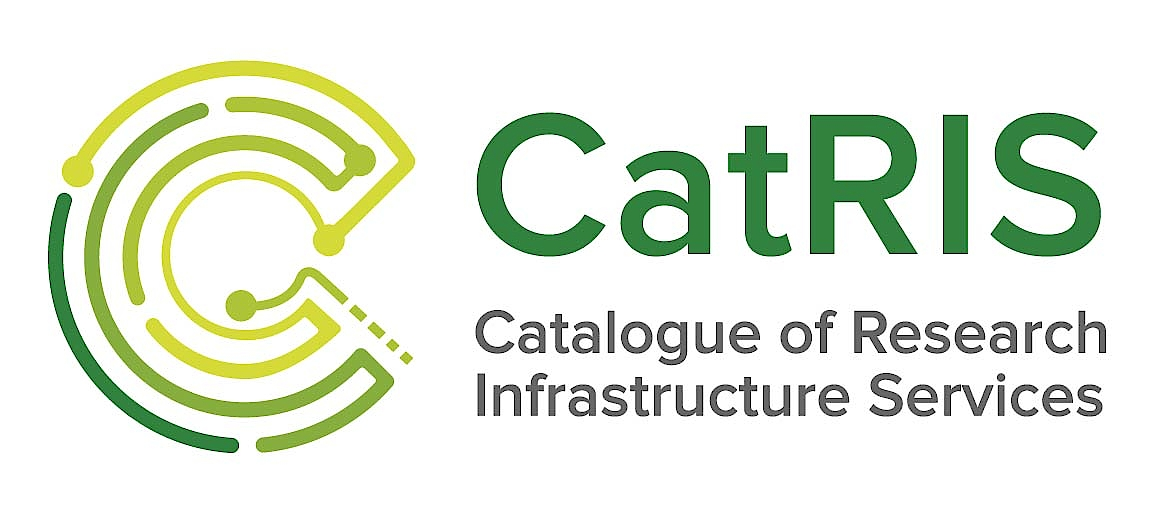 CatRIS
Catalogue of Research
Infrastructure Services